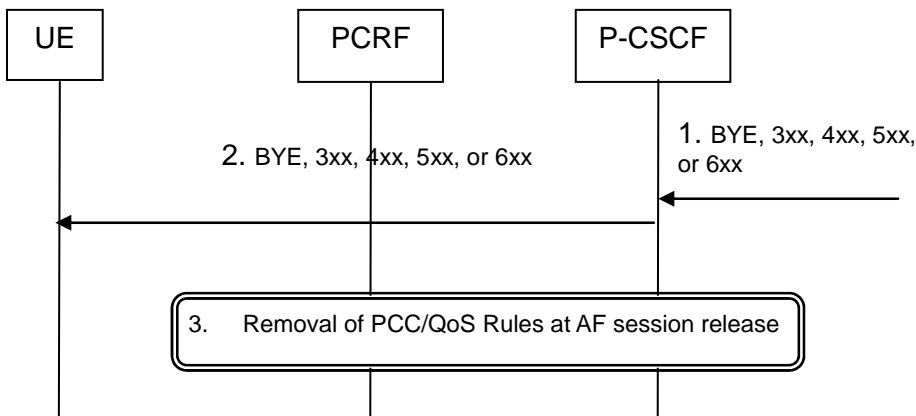 UE
PCRF
P-CSCF
1. BYE, 3xx, 4xx, 5xx,
or 6xx
2. BYE, 3xx, 4xx, 5xx, or 6xx
3. Removal of PCC/QoS Rules at AF session release